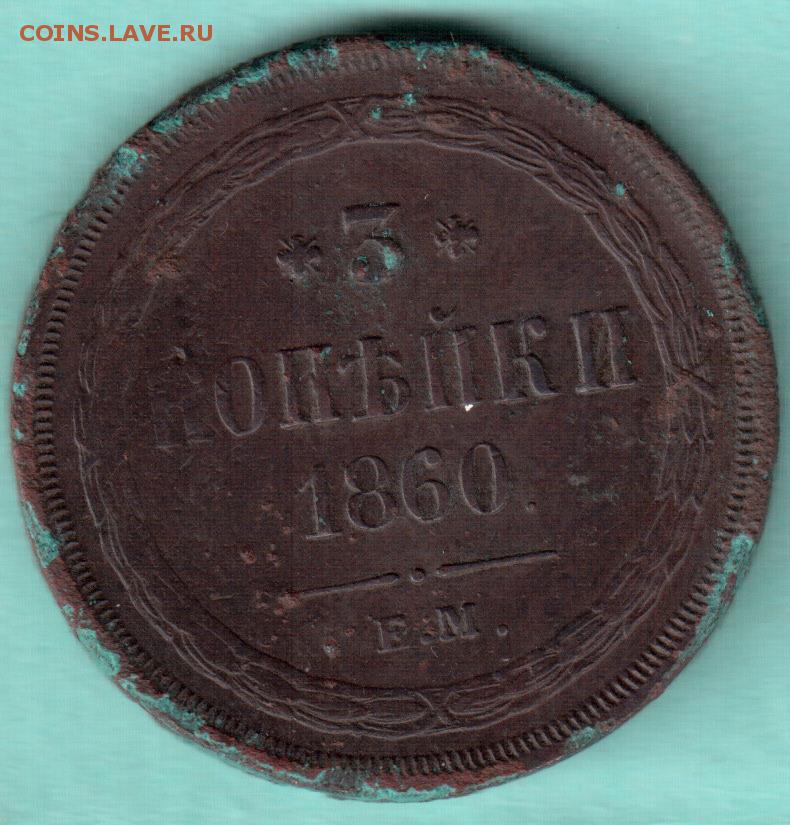 COINS.LAVE.RU
* 3 *
КОПѢЙКИ
1860.
. Е.М .